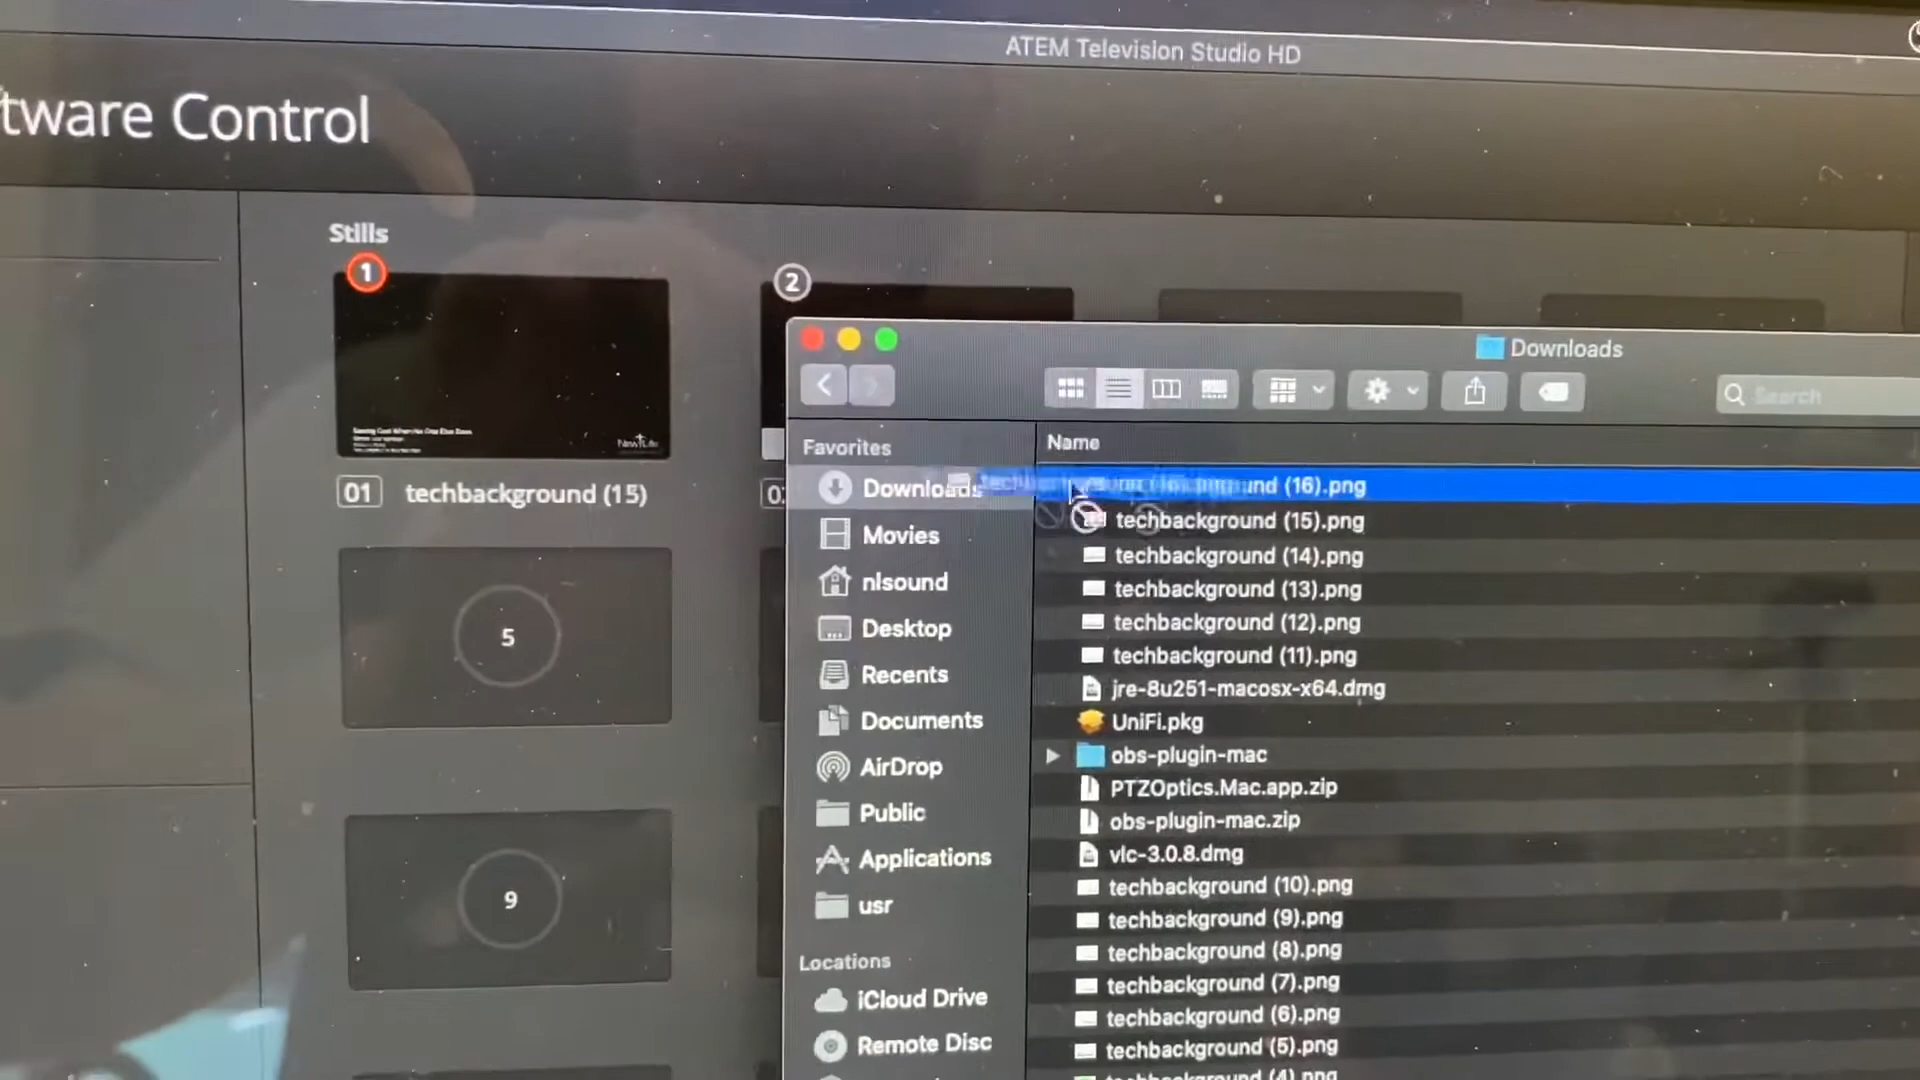 ATEM Television Studio HD
tware Control
Stills
1
2
01 techbackground (15)
5
9
Downloads
Search
Favorites
Downloads
Movies
nlsound
Desktop
Recents
Documents
AirDrop
Public
Applications
usr
Locations
iCloud Drive
Remote Disc
Name
(16).png
techbackground (15).png
techbackground (14).png
techbackground (13).png
techbackground (12).png
techbackground (11).png
jre-8u251-macosx-x64.dmg
UniFi.pkg
obs-plugin-mac
PTZOptics.Mac.app.zip
obs-plugin-mac.zip
vlc-3.0.8.dmg
techbackground (10).png
techbackground (9).png
techbackground (8).png
techbackground (7).png
techbackground (6).png
techbackground (5).png